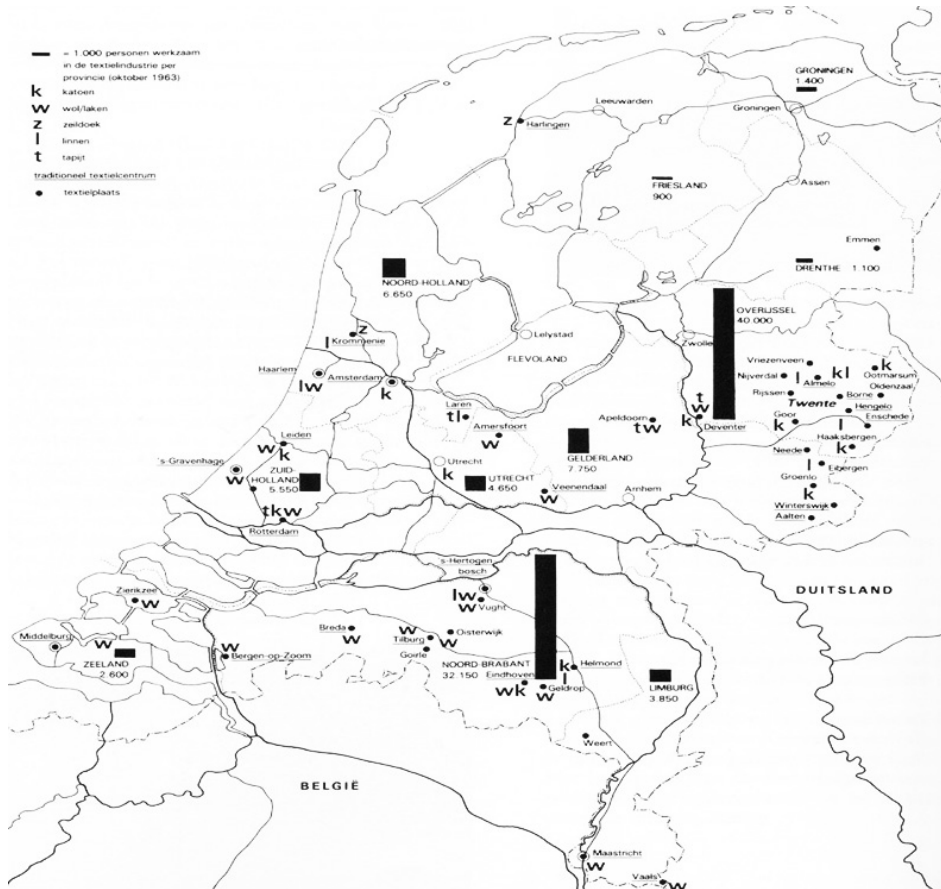 = 1.000 personen werkzaam
in de textielindustrie per
provincie (oktober 1963)
k katoen
w wol/laken
z zeildoek
l linnen
t tapijt
traditioneel textielcentrum
textielplaats
GRONINGEN
1 400
Leeuwarden
Groningen
z
Harlingen
FRIESLAND
900
Assen
Emmen
DRENTHE 1 100
NOORD-HOLLAND
6.650
OVERIJSSEL
40.000
z
l
Krommenie
Lelystad
FLEVOLAND
Zwolle
Vriezenveen
k
Ootmarsum
Nijverdal
l
Almelo
kl
Oldenzaal
Haarlem
lw
Amsterdam
k
Rijssen
Twente
Borne
Hengelo
Enschede
Laren
tl
Amersfoort
w
Apeldoorn
tw
t
w
k
Deventer
Goor
k
l
Haaksbergen
k
Leiden
w
k
's-Gravenhage
w
ZUID-
HOLLAND
5.550
Utrecht
k
UTRECHT
4.650
GELDERLAND
7 750
Veenendaal
w
Arnhem
Neede
l
Eibergen
Groenlo
k
Winterswijk
Aalten
tkw
Rotterdam
's-Hertogen
bosch
lw
w
Vught
DUITSLAND
Zierikzee
w
Middelburg
w
ZEELAND
2.600
w
Bergen-op-Zoom
Breda
w
w
Tilburg
Oisterwijk
w
Goirle
NOORD-BRABANT
32.150
Eindhoven
wk
k
l
Helmond
Geldrop
w
LIMBURG
3.850
Weert
BELGIË
Maastricht
w
Vaals
w